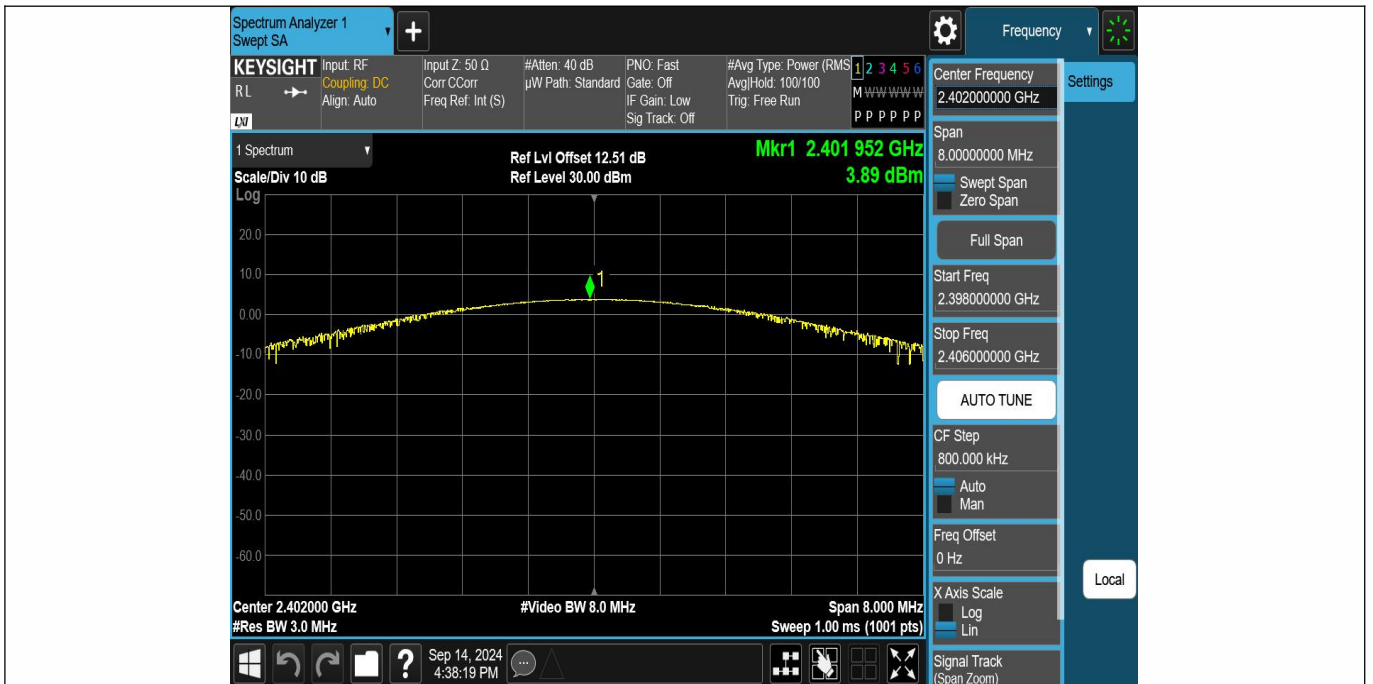 Spectrum Analyzer 1
Swept SA
Frequency
KEYSIGHT
RL
LXI
Input: RF
Coupling: DC
Align: Auto
Input Z: 50 Ω
Corr CCorr
Freq Ref: Int (S)
#Atten: 40 dB
µW Path: Standard
PNO: Fast
Gate: Off
IF Gain: Low
Sig Track: Off
#Avg Type: Power (RMS
Avg|Hold: 100/100
Trig: Free Run
1 2 3 4 5 6
M W W W W W
P P P P P P
1 Spectrum
Scale/Div 10 dB
Log
Ref Lvl Offset 12.51 dB
Ref Level 30.00 dBm
Mkr1 2.401 952 GHz
3.89 dBm
20.0
10.0
0.00
-10.0
-20.0
-30.0
-40.0
-50.0
-60.0
1
Center 2.402000 GHz
#Res BW 3.0 MHz
#Video BW 8.0 MHz
Span 8.000 MHz
Sweep 1.00 ms (1001 pts)
Center Frequency
2.402000000 GHz
Settings
Span
8.00000000 MHz
Swept Span
Zero Span
Full Span
Start Freq
2.398000000 GHz
Stop Freq
2.406000000 GHz
AUTO TUNE
CF Step
800.000 kHz
Auto
Man
Freq Offset
0 Hz
Local
X Axis Scale
Log
Lin
Signal Track
(Span Zoom)
?
Sep 14, 2024
4:38:19 PM